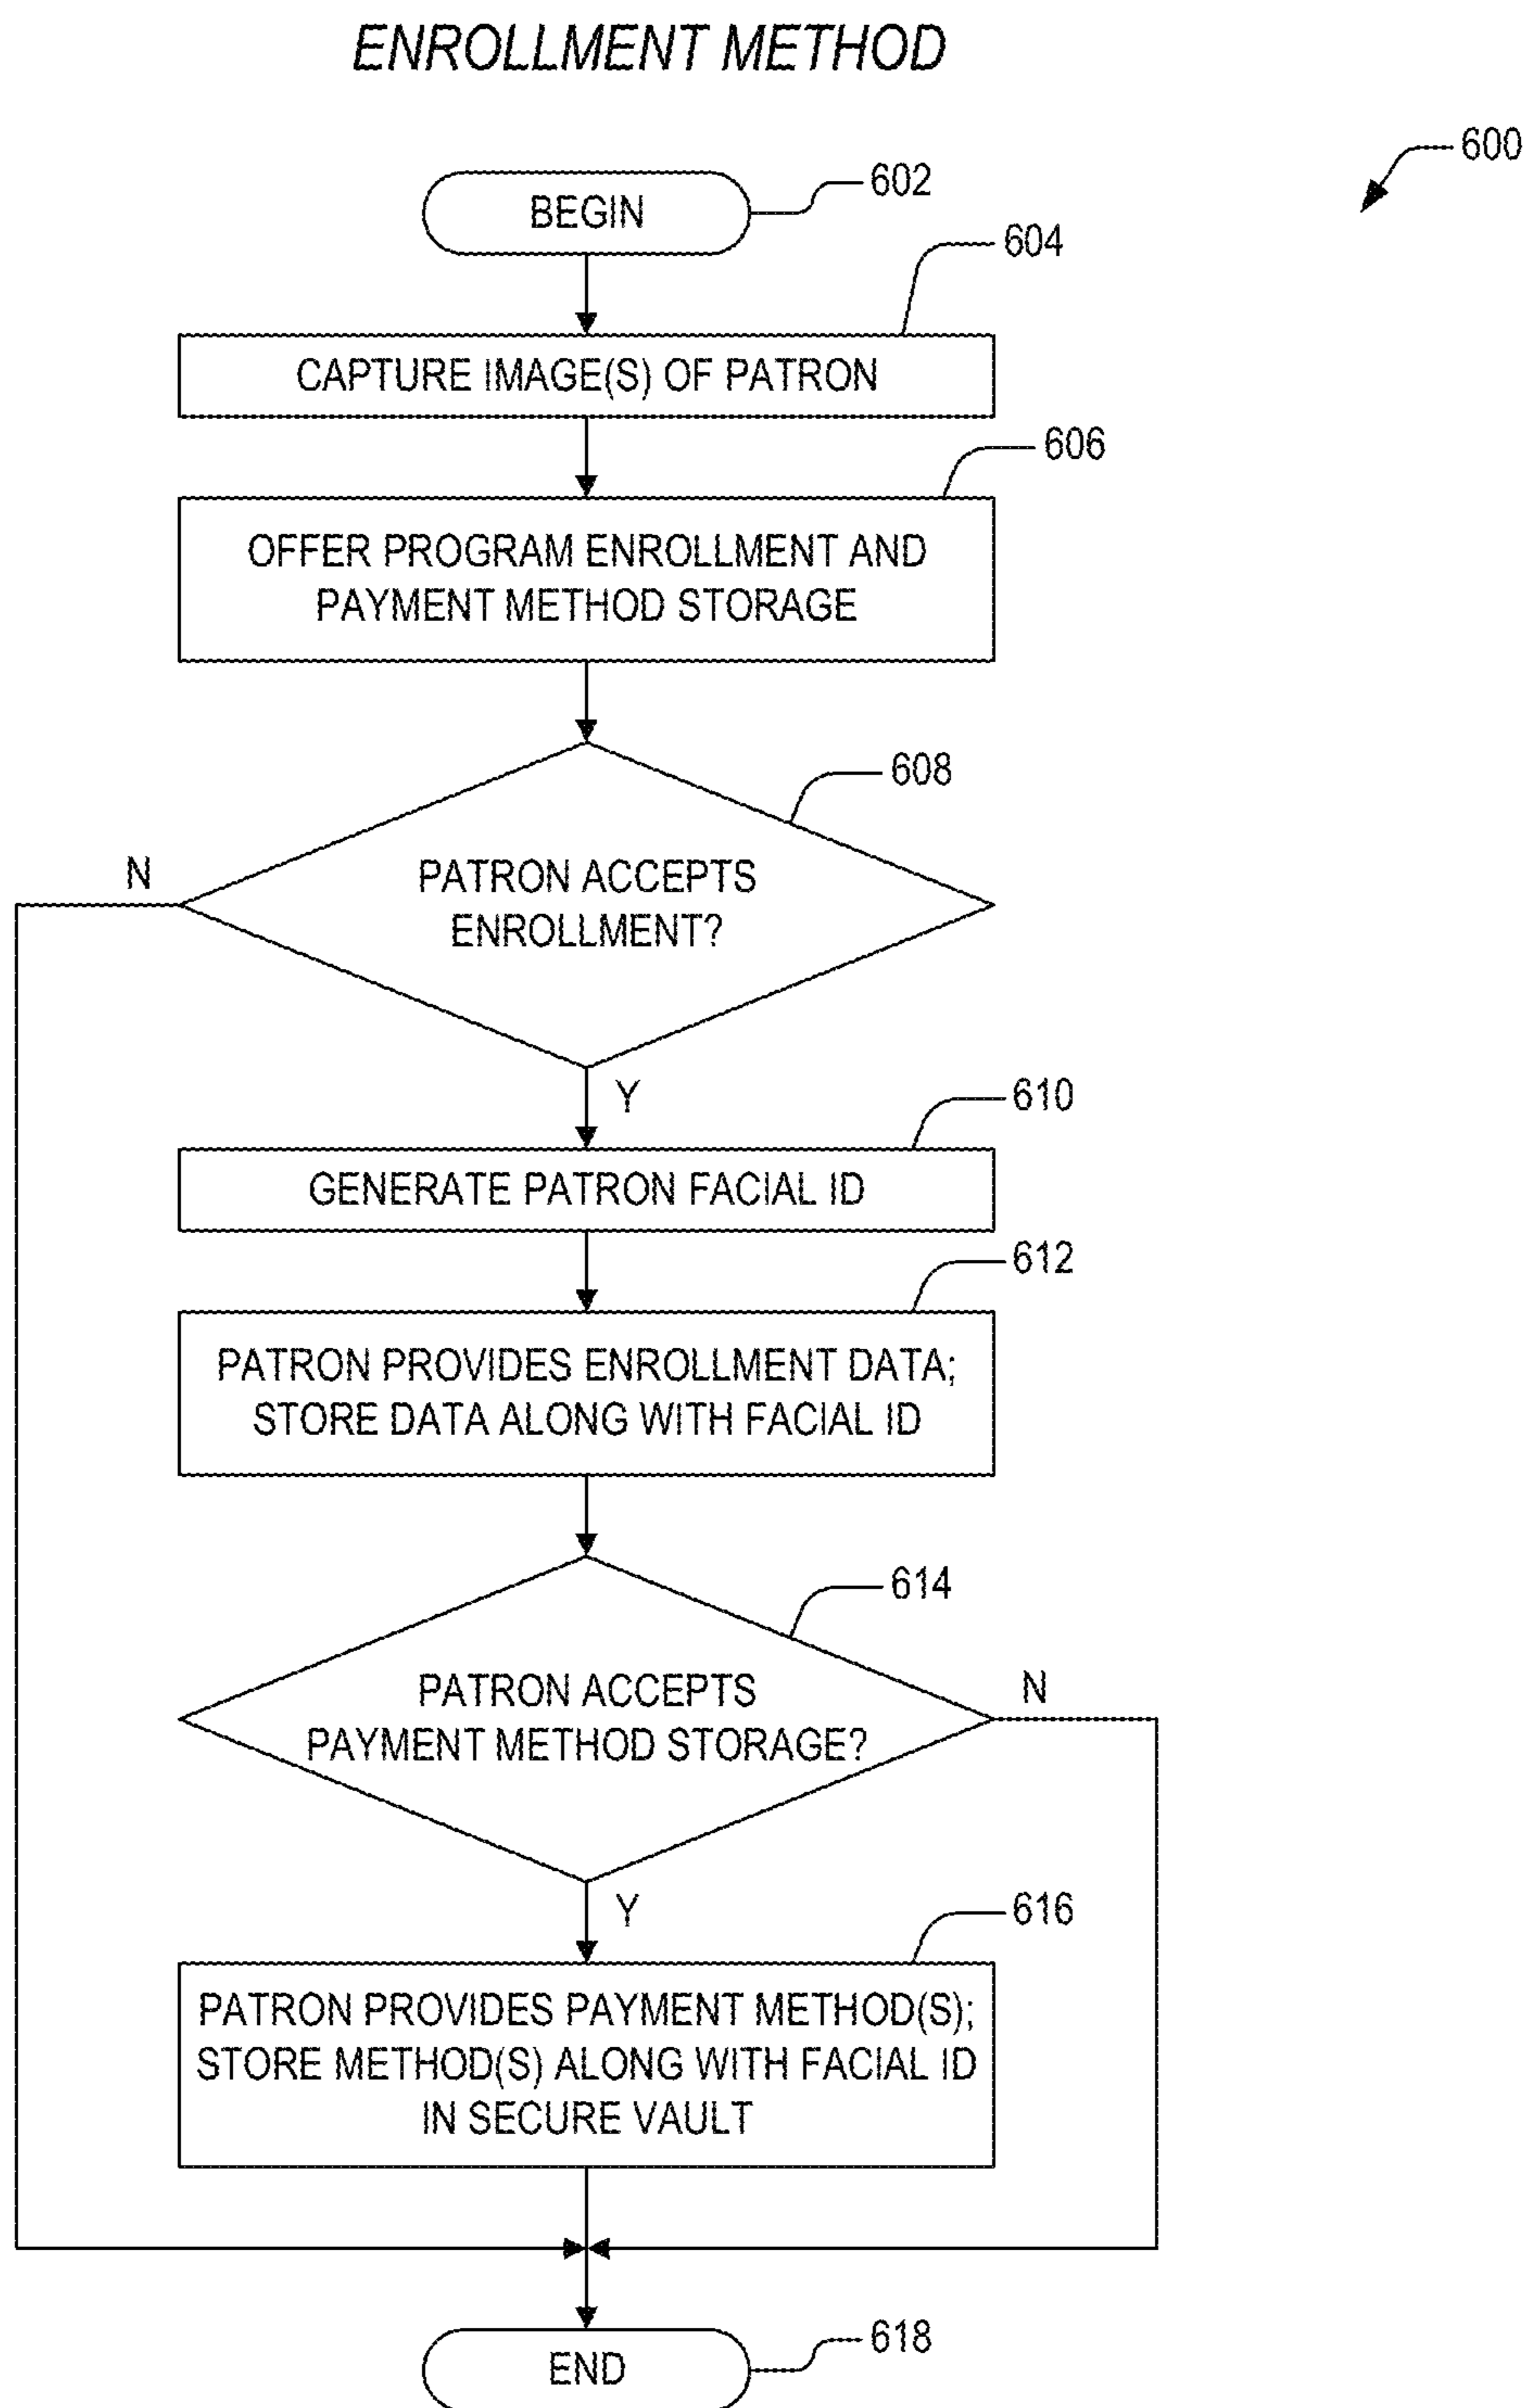 ENROLLMENT METHOD
600
BEGIN
602
604
CAPTURE IMAGE(S) OF PATRON
606
OFFER PROGRAM ENROLLMENT AND
PAYMENT METHOD STORAGE
608
N
PATRON ACCEPTS
ENROLLMENT?
Y
610
GENERATE PATRON FACIAL ID
612
PATRON PROVIDES ENROLLMENT DATA;
STORE DATA ALONG WITH FACIAL ID
614
PATRON ACCEPTS
PAYMENT METHOD STORAGE?
N
Y
616
PATRON PROVIDES PAYMENT METHOD(S);
STORE METHOD(S) ALONG WITH FACIAL ID
IN SECURE VAULT
618
END